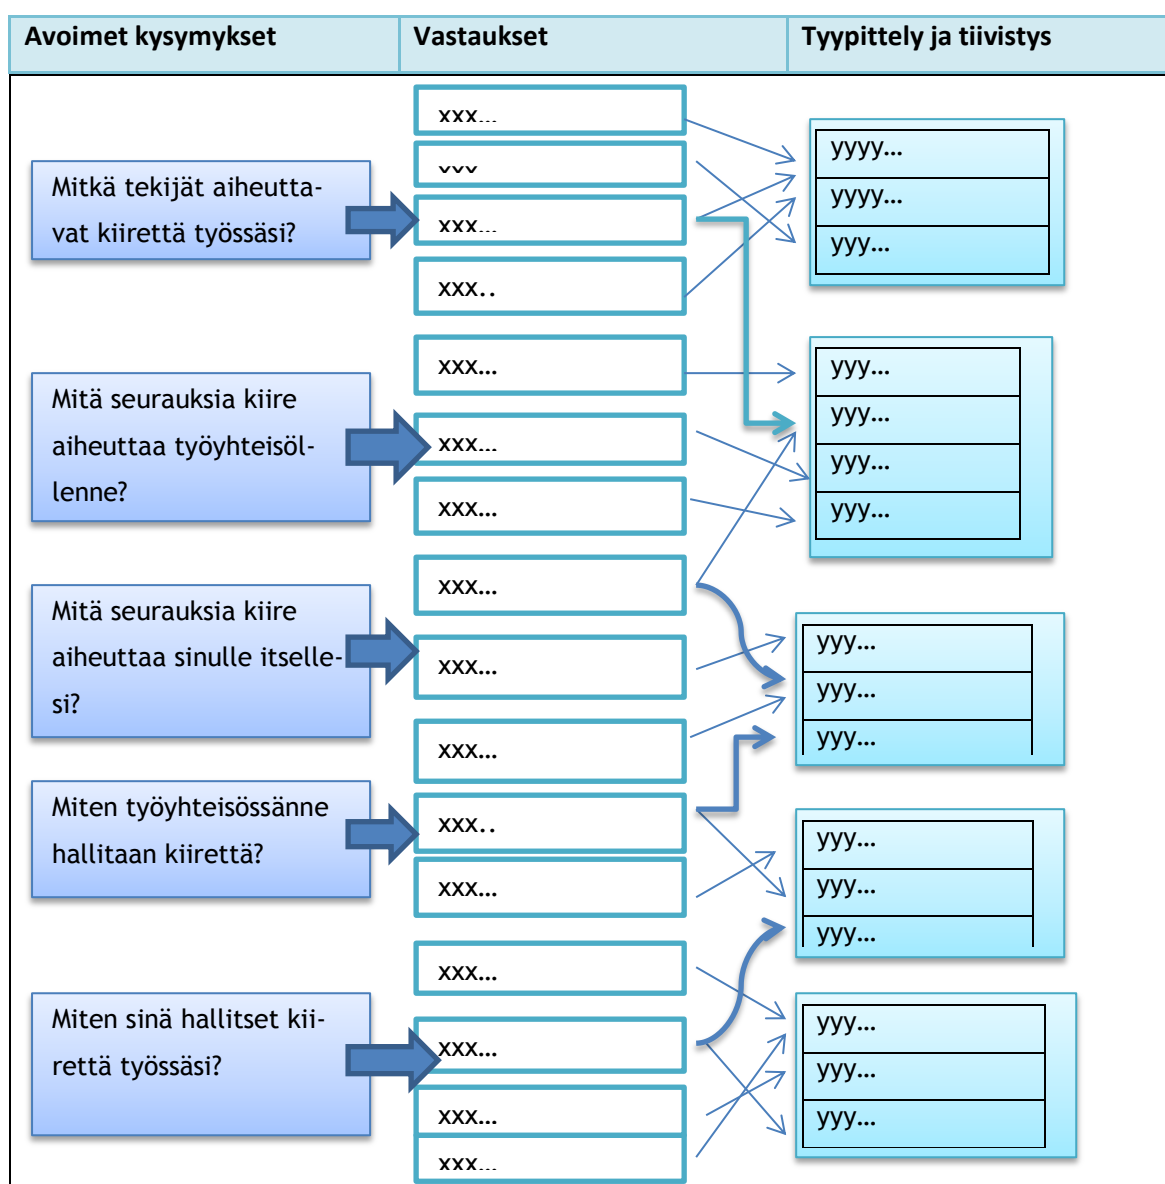 Avoimet kysymykset
Vastaukset
Tyypittely ja tiivistys
Mitkä tekijät aiheutta-
vat kiirettä työssäsi?
Mitä seurauksia kiire
aiheuttaa työyhteisöl-
lenne?
Mitä seurauksia kiire
aiheuttaa sinulle itselle-
si?
Miten työyhteisössänne
hallitaan kiirettä?
Miten sinä hallitset kii-
rettä työssäsi?
xxx...
xxx
xxx...
xxx..
xxx...
xxx...
xxx...
xxx...
xxx...
xxx...
xxx..
xxx...
xxx...
xxx...
xxx...
xxx...
yyyy...
yyyy...
yyy...
yyy...
yyy...
yyy...
yyy...
yyy...
yyy...
yyy...
yyy...
yyy...
yyy...
yyy...
yyy...
yyy...